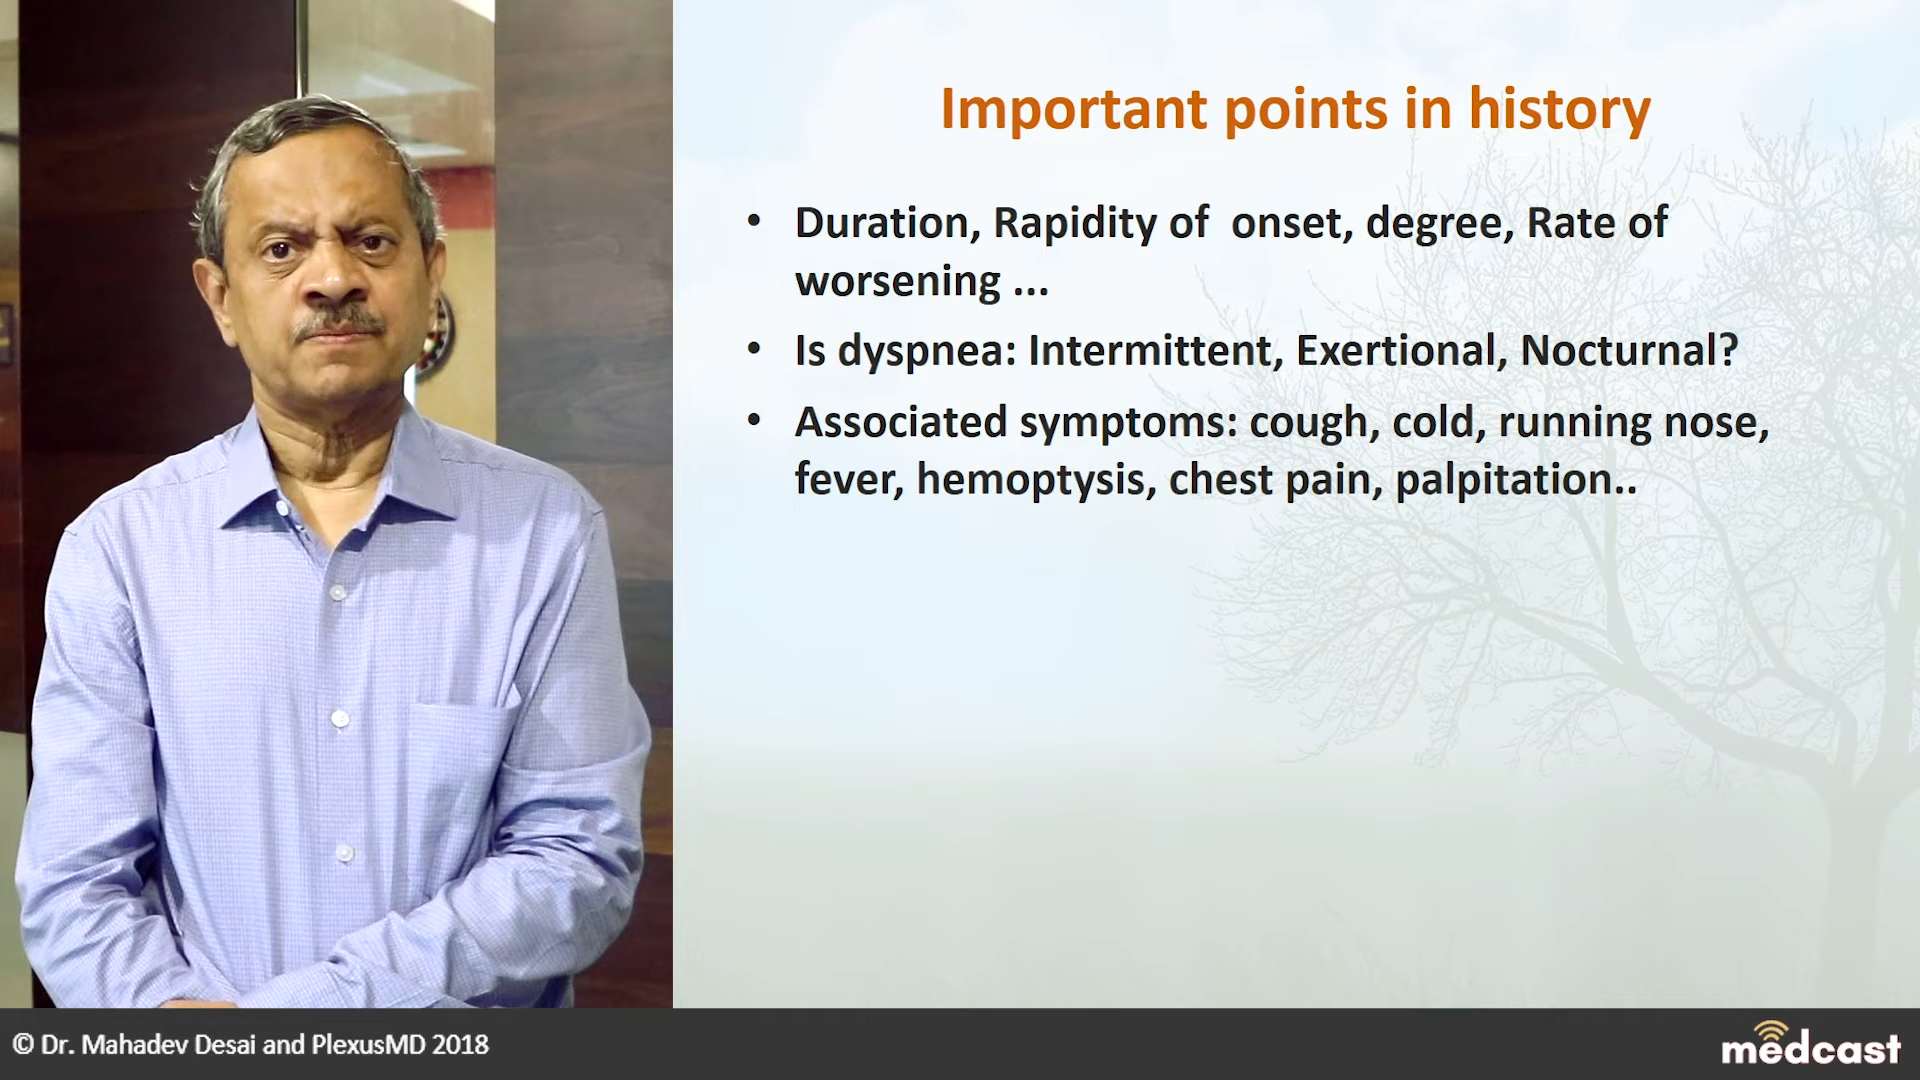 Important points in history
• Duration, Rapidity of onset, degree, Rate of
worsening ...
• Is dyspnea: Intermittent, Exertional, Nocturnal?
• Associated symptoms: cough, cold, running nose,
fever, hemoptysis, chest pain, palpitation..
© Dr. Mahadev Desai and PlexusMD 2018
medcast